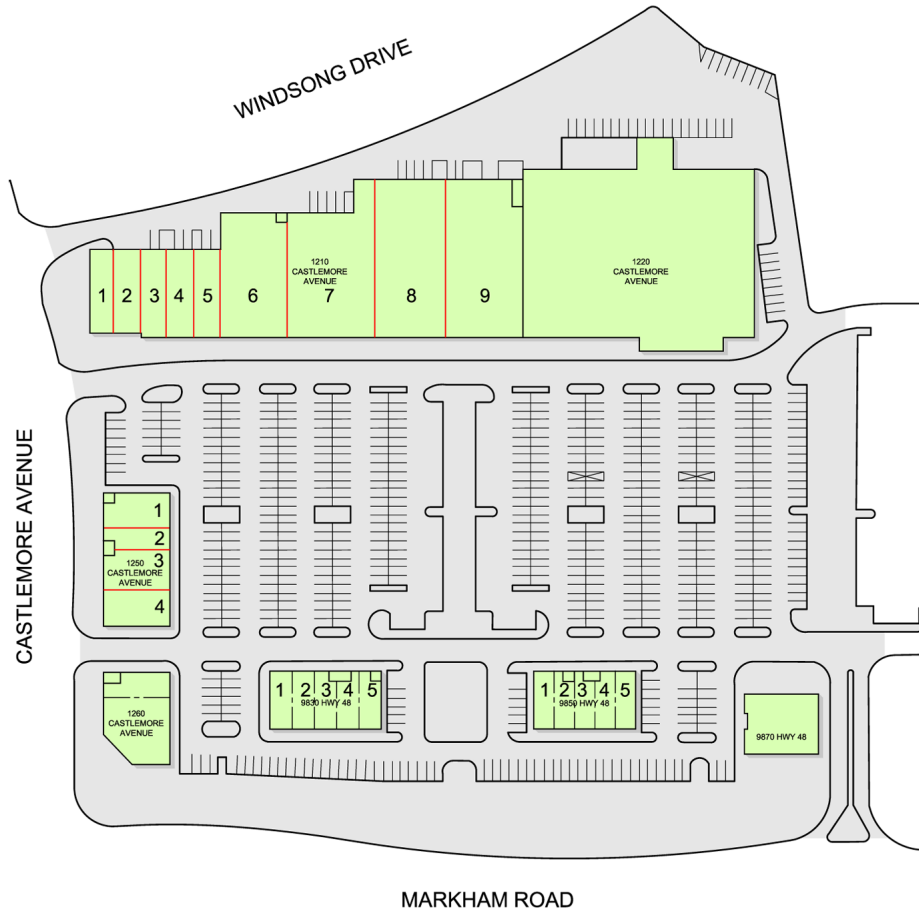 WINDSONG DRIVE
1210
CASTLEMORE
AVENUE
1220
CASTLEMORE
AVENUE
1 2 3 4 5 6 7 8 9
CASTLEMORE AVENUE
1
2
3
1250
CASTLEMORE
AVENUE
4
1260
CASTLEMORE
AVENUE
1 2 3 4 5
9830 HWY 48
1 2 3 4 5
9850 HWY 48
9870 HWY 48
MARKHAM ROAD